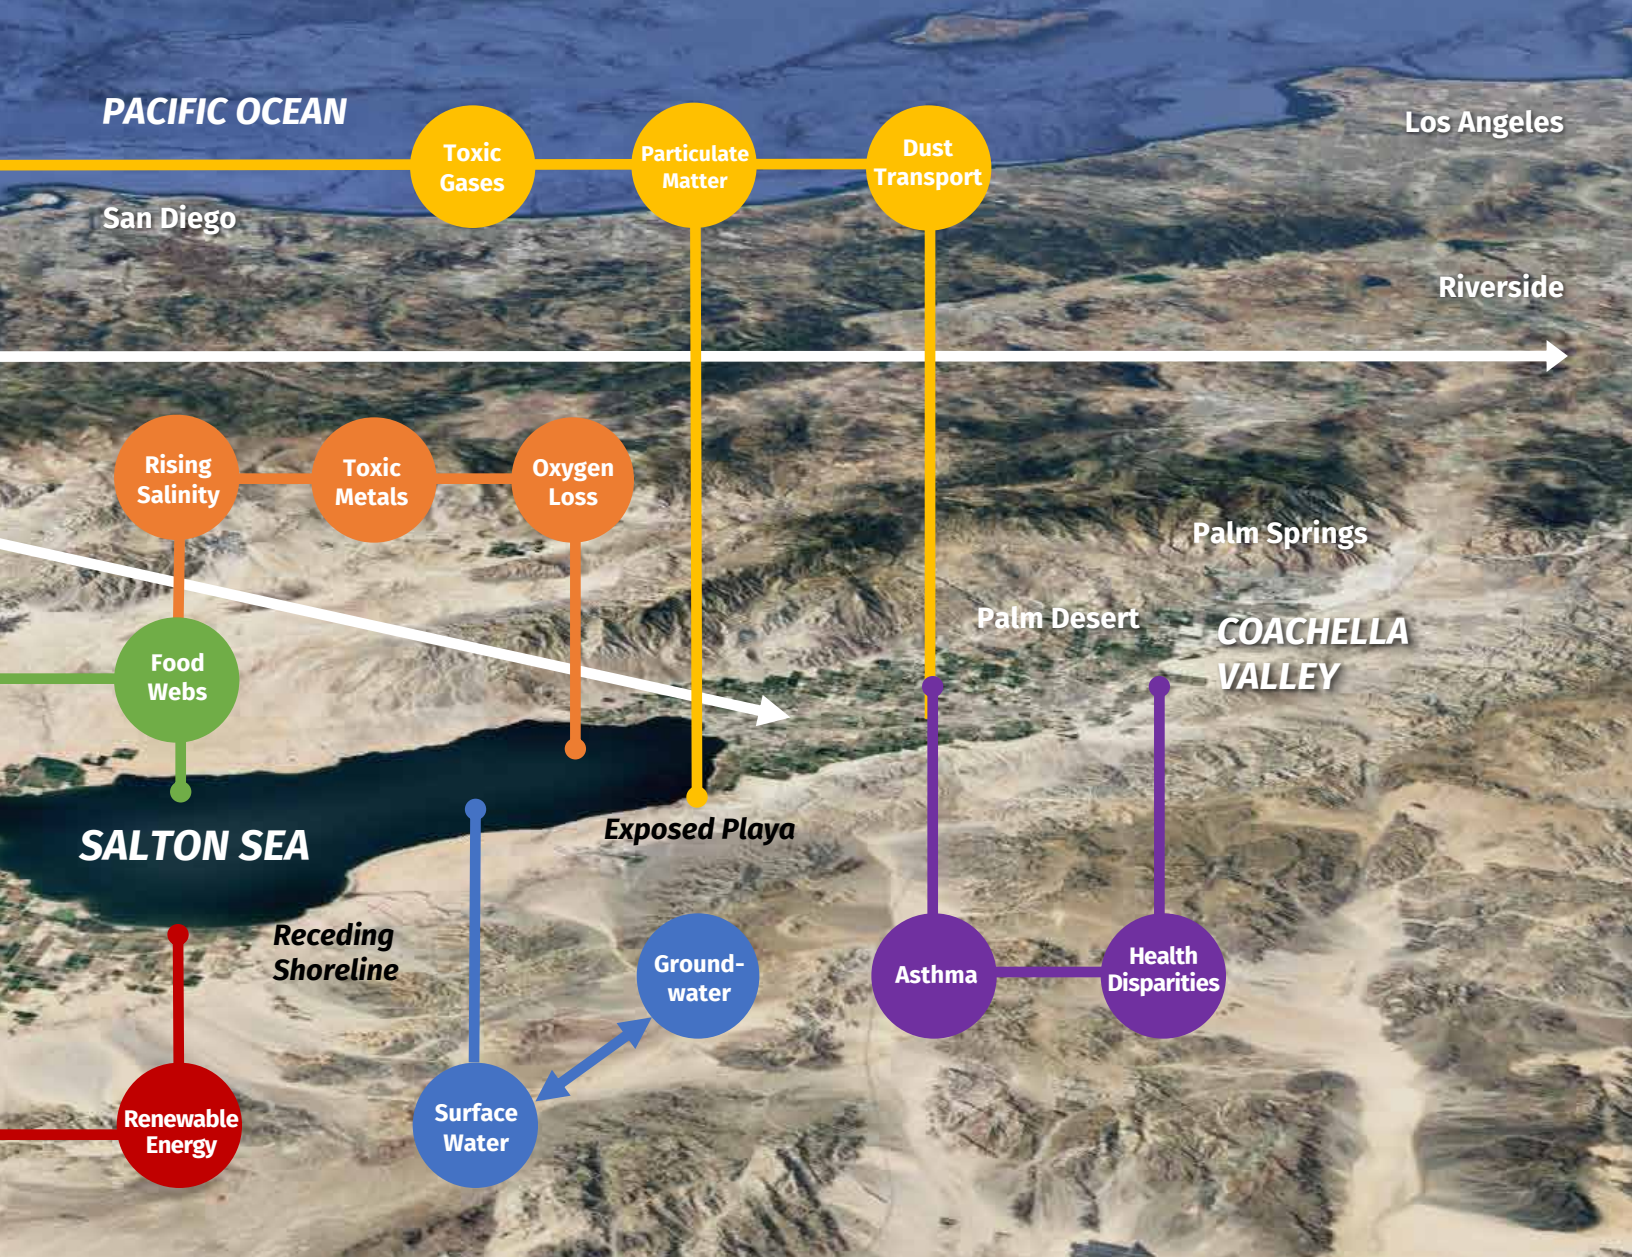 PACIFIC OCEAN
Los Angeles
Toxic
Gases
Particulate
Matter
Dust
Transport
San Diego
Riverside
Rising
Salinity
Toxic
Metals
Oxygen
Loss
Palm Springs
Palm Desert
COACHELLA
VALLEY
Food
Webs
SALTON SEA
Exposed Playa
Receding
Shoreline
Ground-
water
Asthma
Health
Disparities
Renewable
Energy
Surface
Water